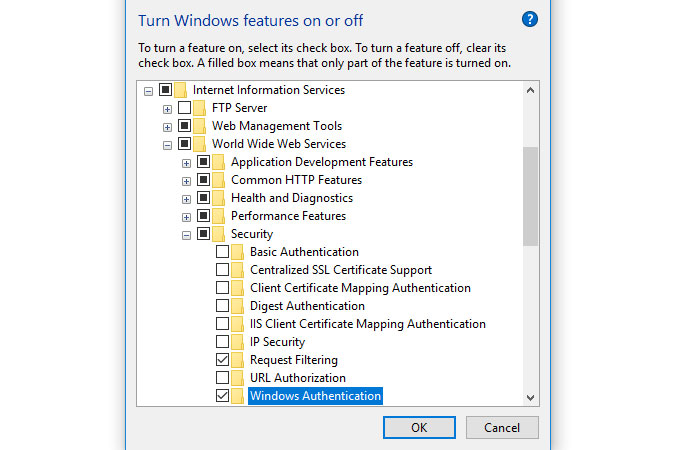 Turn Windows features on or off
?
To turn a feature on, select its check box. To turn a feature off, clear its
check box. A filled box means that only part of the feature is turned on.
Internet Information Services
FTP Server
Web Management Tools
World Wide Web Services
Application Development Features
Common HTTP Features
Health and Diagnostics
Performance Features
Security
Basic Authentication
Centralized SSL Certificate Support
Client Certificate Mapping Authentication
Digest Authentication
IIS Client Certificate Mapping Authentication
IP Security
Request Filtering
URL Authorization
Windows Authentication
OK
Cancel